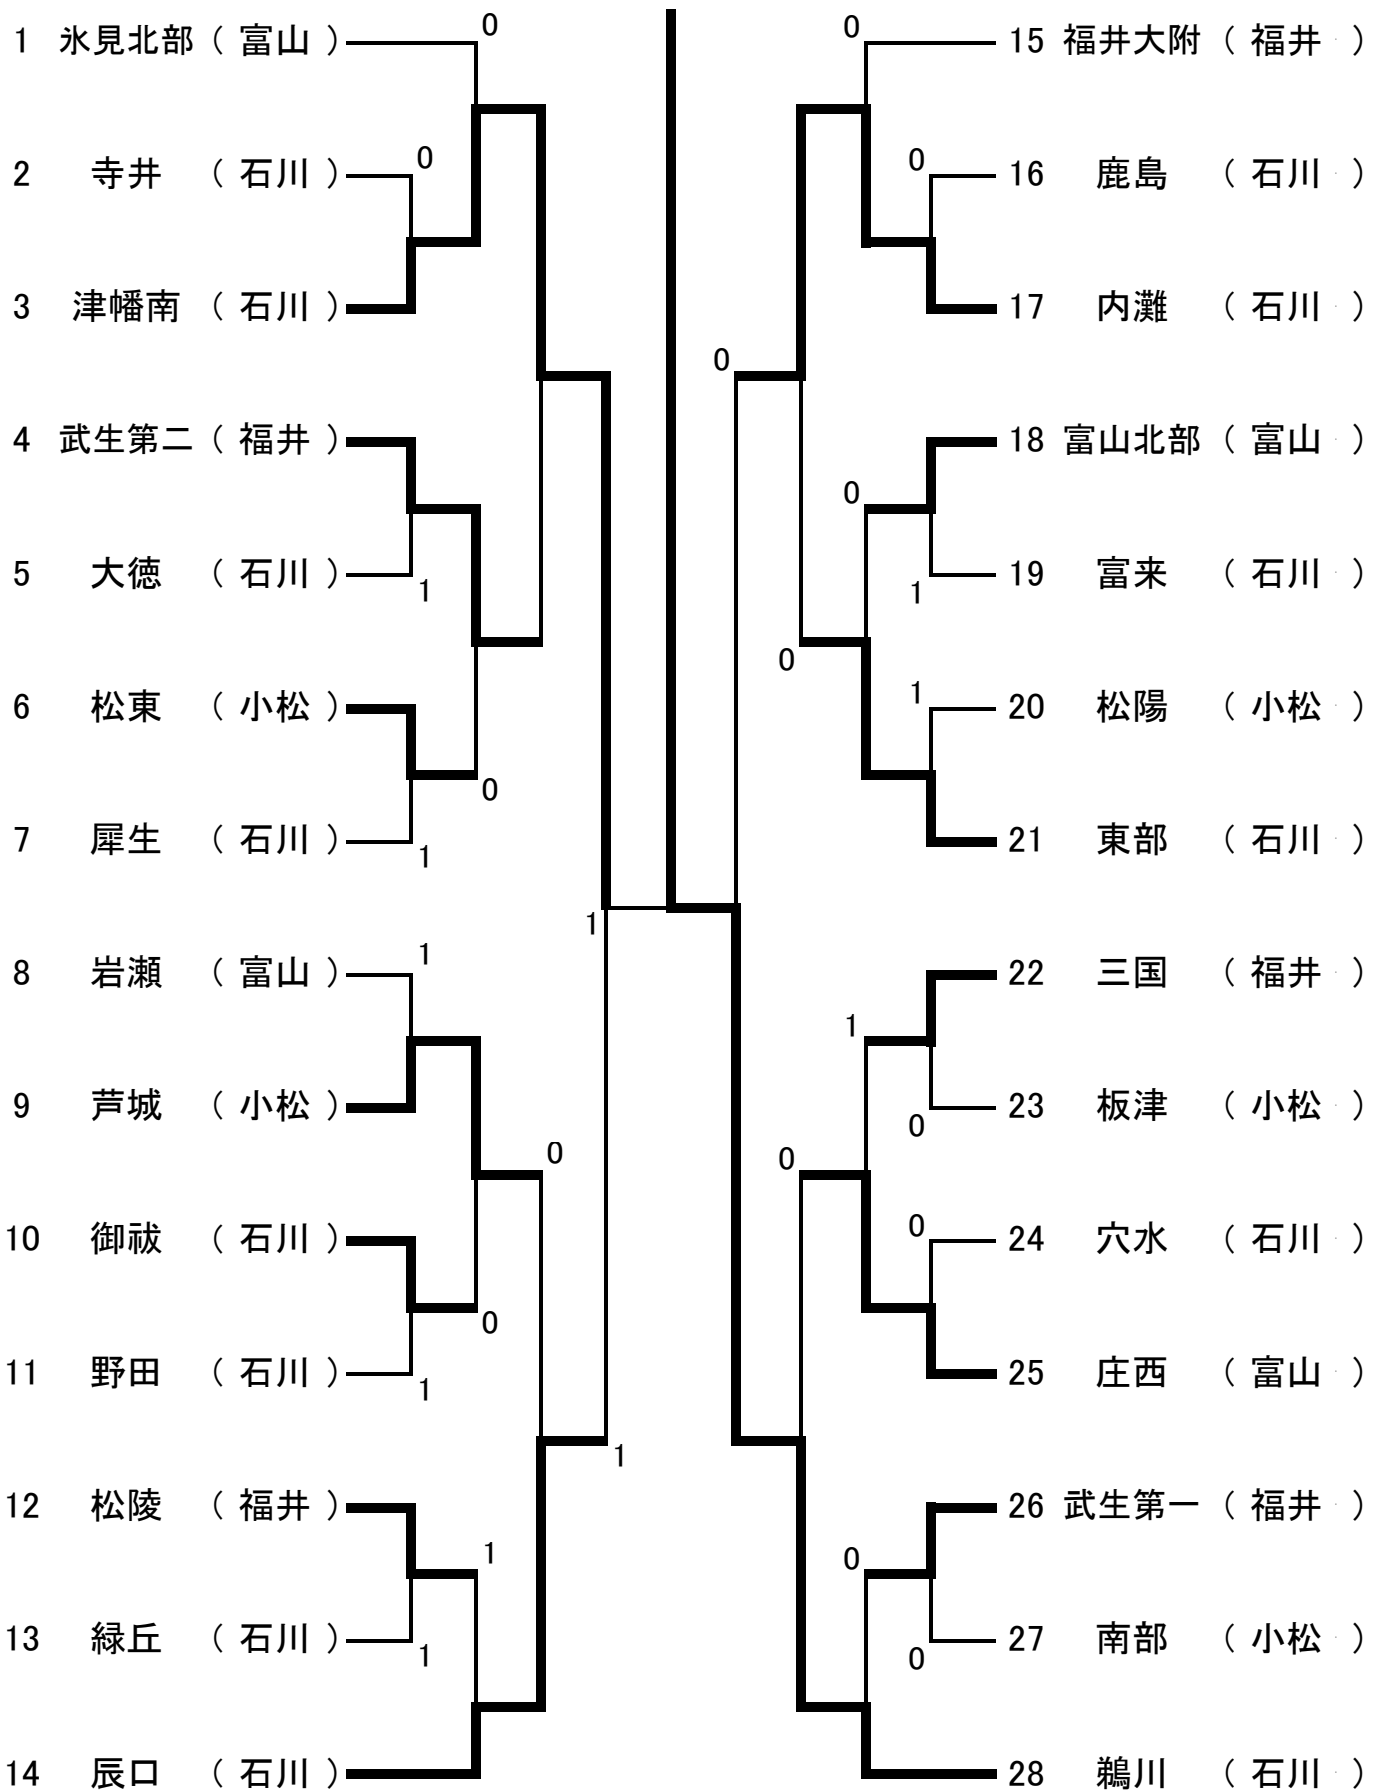 1 氷見北部 ( 富山 )
2 寺井 ( 石川 )
3 津幡南 ( 石川 )
4 武生第二 ( 福井 )
5 大徳 ( 石川 )
6 松東 ( 小松 )
7 犀生 ( 石川 )
8 岩瀬 ( 富山 )
9 芦城 ( 小松 )
10 御祓 ( 石川 )
11 野田 ( 石川 )
12 松陵 ( 福井 )
13 緑丘 ( 石川 )
14 辰口 ( 石川 )
0
0
1
0
1
1
1
0
0
1
1
1
1
0
0
0
0
1
0
1
1
0
0
0
0
0
15 福井大附 ( 福井 )
16 鹿島 ( 石川 )
17 内灘 ( 石川 )
18 富山北部 ( 富山 )
19 富来 ( 石川 )
20 松陽 ( 小松 )
21 東部 ( 石川 )
22 三国 ( 福井 )
23 板津 ( 小松 )
24 穴水 ( 石川 )
25 庄西 ( 富山 )
26 武生第一 ( 福井 )
27 南部 ( 小松 )
28 鵜川 ( 石川 )